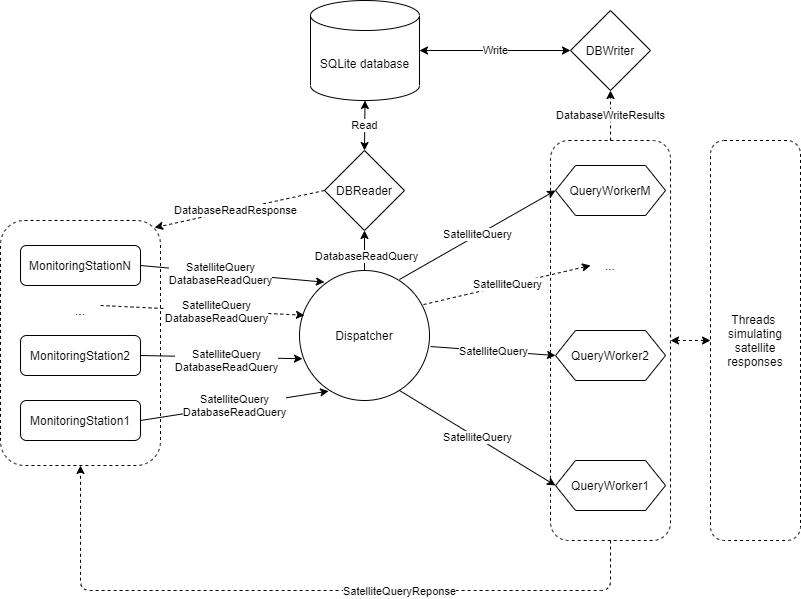 SQLite database
Write
DBWriter
DatabaseWriteResults
Read
DBReader
DatabaseReadResponse
DatabaseReadQuery
MonitoringStationN
SatelliteQuery
DatabaseReadQuery
...
SatelliteQuery
DatabaseReadQuery
MonitoringStation2
SatelliteQuery
DatabaseReadQuery
MonitoringStation1
SatelliteQuery
DatabaseReadQuery
Dispatcher
SatelliteQuery
SatelliteQuery
SatelliteQuery
SatelliteQuery
QueryWorkerM
...
QueryWorker2
QueryWorker1
Threads
simulating
satellite
responses
SatelliteQueryReponse